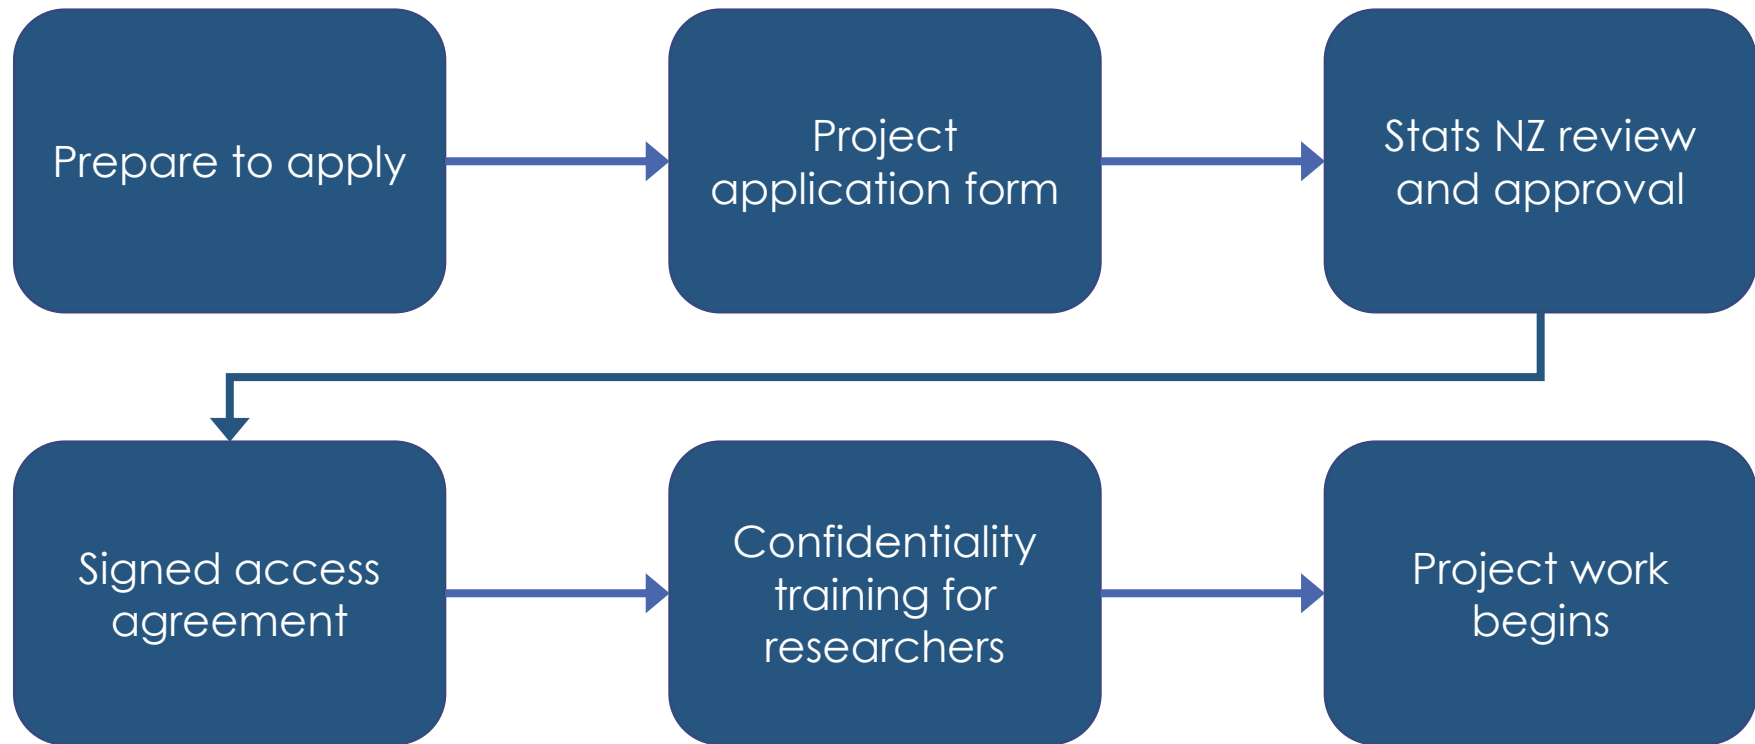 Prepare to apply
Project
application form
Stats NZ review
and approval
Signed access
agreement
Confidentiality
training for
researchers
Project work
begins